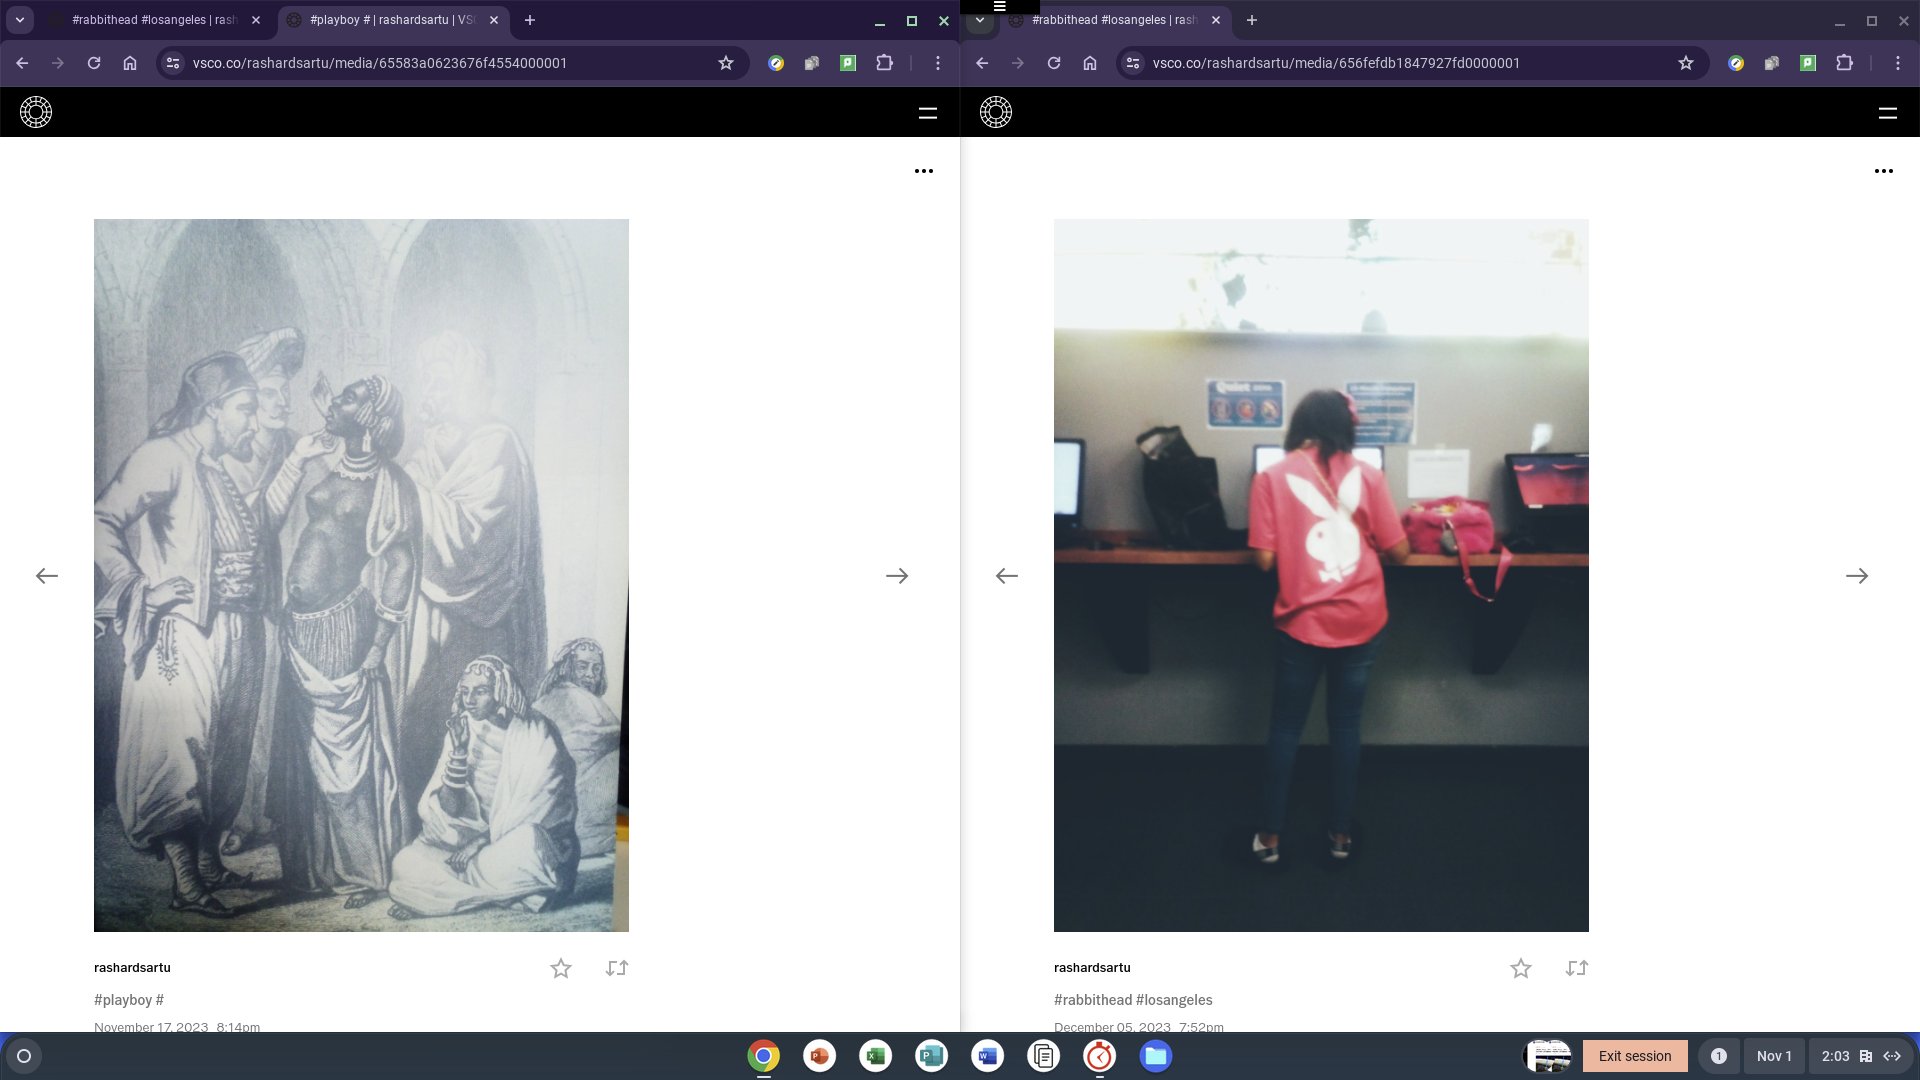 #rabbithead #losangeles | rash
#playboy # | rashardsartu | VSC
vsco.co/rashardsartu/media/65583a0623676f4554000001
rashardsartu
#playboy #
November 17, 2023 8:14pm
#rabbithead #losangeles | rash
vsco.co/rashardsartu/media/656fefdb1847927fd0000001
Quiet
rashardsartu
#rabbithead #losangeles
December 05, 2023 7:52pm
Exit session
1
Nov 1
2:03